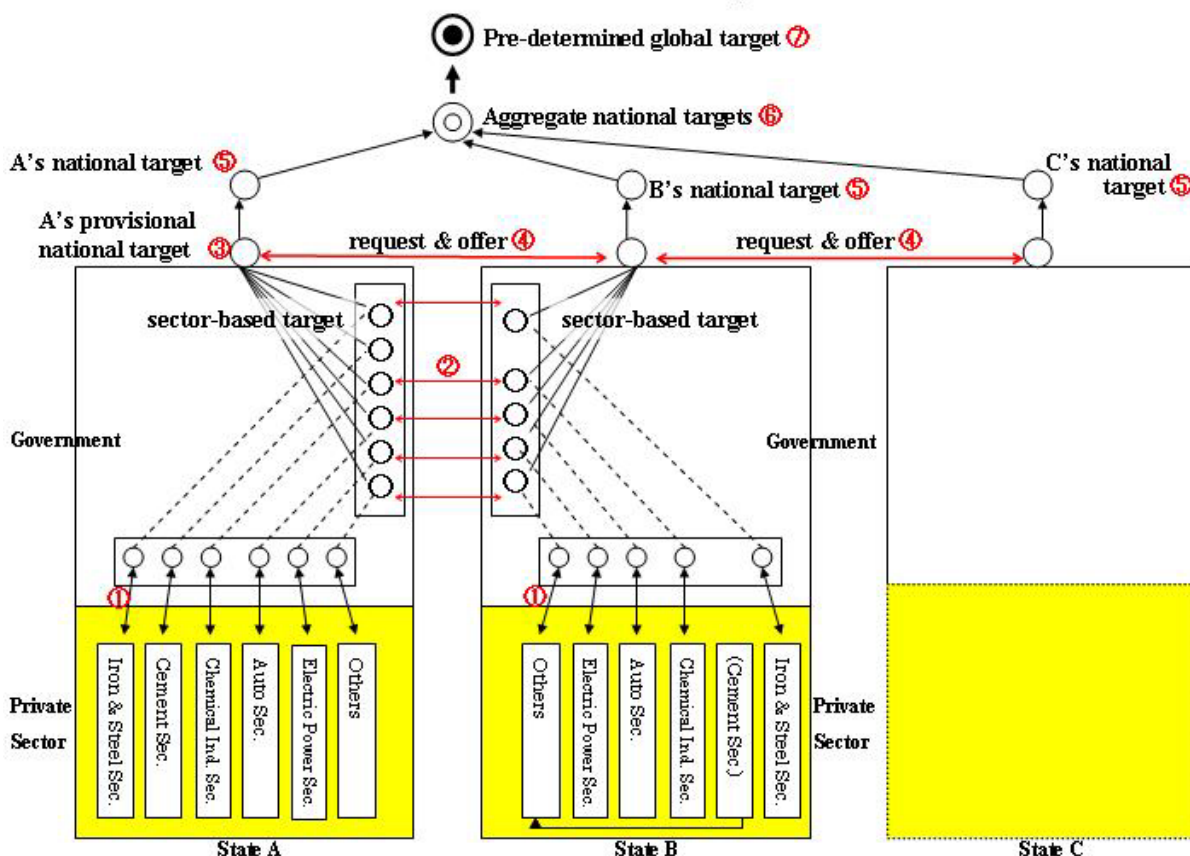 Pre-determined global target ⑦
Aggregate national targets ⑥
A's national target ⑤
B's national target ⑤
C's national
target ⑤
A's provisional
national target ③
request & offer ④
request & offer ④
sector-based target
sector-based target
②
Government
Government
①
①
Private
Sector
Iron & Steel Sec.
Cement Sec.
Chemical Ind. Sec.
Auto Sec.
Electric Power Sec.
Others
Others
Electric Power Sec.
Auto Sec.
Chemical Ind. Sec.
(Cement Sec.)
Iron & Steel Sec.
Private
Sector
State A
State B
State C